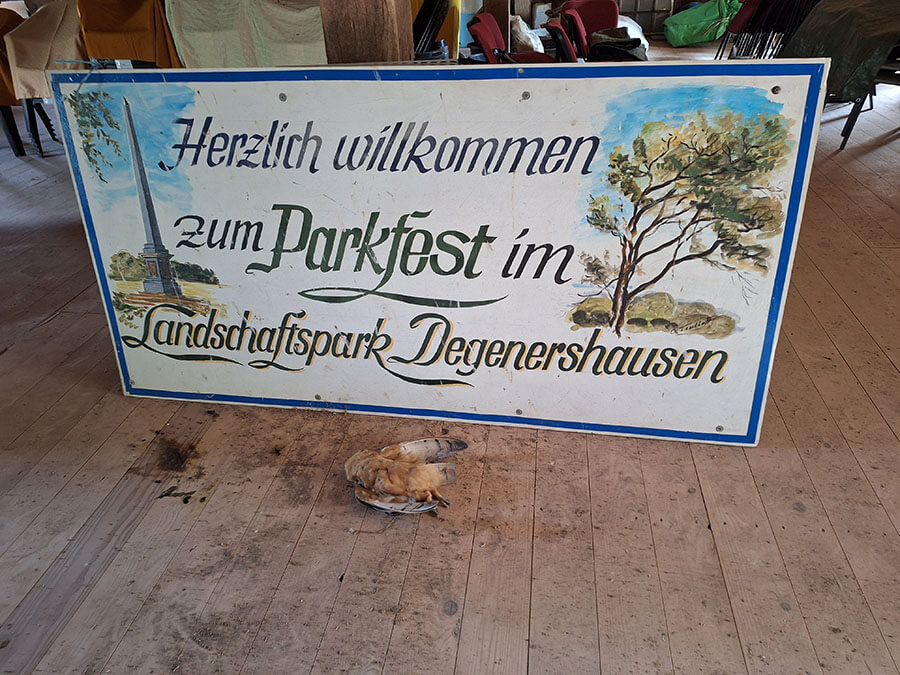 Herzlich willkommen
zum Parkfest im
Landschaftspark Degenershausen